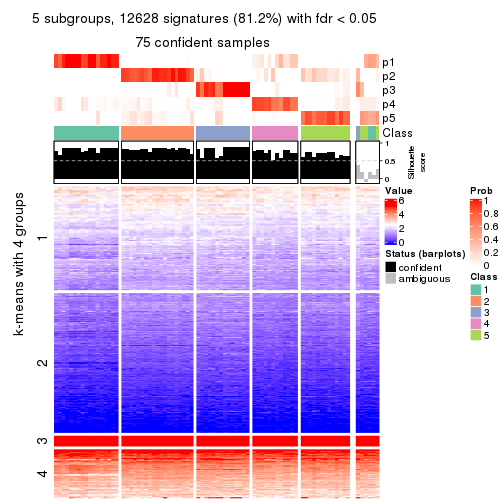 5 subgroups, 12628 signatures (81.2%) with fdr < 0.05
75 confident samples
p1
p2
p3
p4
p5
Class
1
0.5
0
Silhouette
score
k-means with 4 groups
1
2
3
4
Value
6
4
2
0
Status (barplots)
confident
ambiguous
Prob
1
0.8
0.6
0.4
0.2
0
Class
1
2
3
4
5